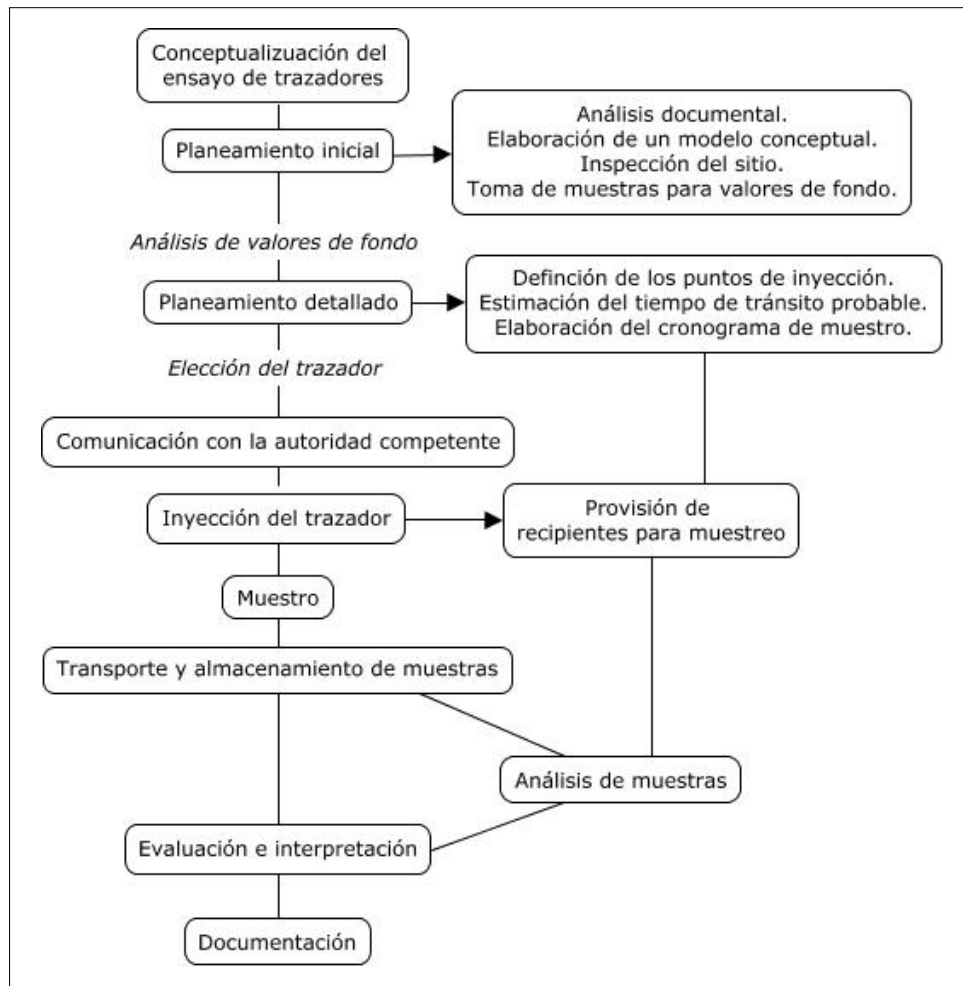 Conceptualizuación del
ensayo de trazadores
Planeamiento inicial
Análisis documental.
Elaboración de un modelo conceptual.
Inspección del sitio.
Toma de muestras para valores de fondo.
Análisis de valores de fondo
Planeamiento detallado
Definción de los puntos de inyección.
Estimación del tiempo de tránsito probable.
Elaboración del cronograma de muestro.
Elección del trazador
Comunicación con la autoridad competente
Inyección del trazador
Provisión de
recipientes para muestreo
Muestro
Transporte y almacenamiento de muestras
Análisis de muestras
Evaluación e interpretación
Documentación